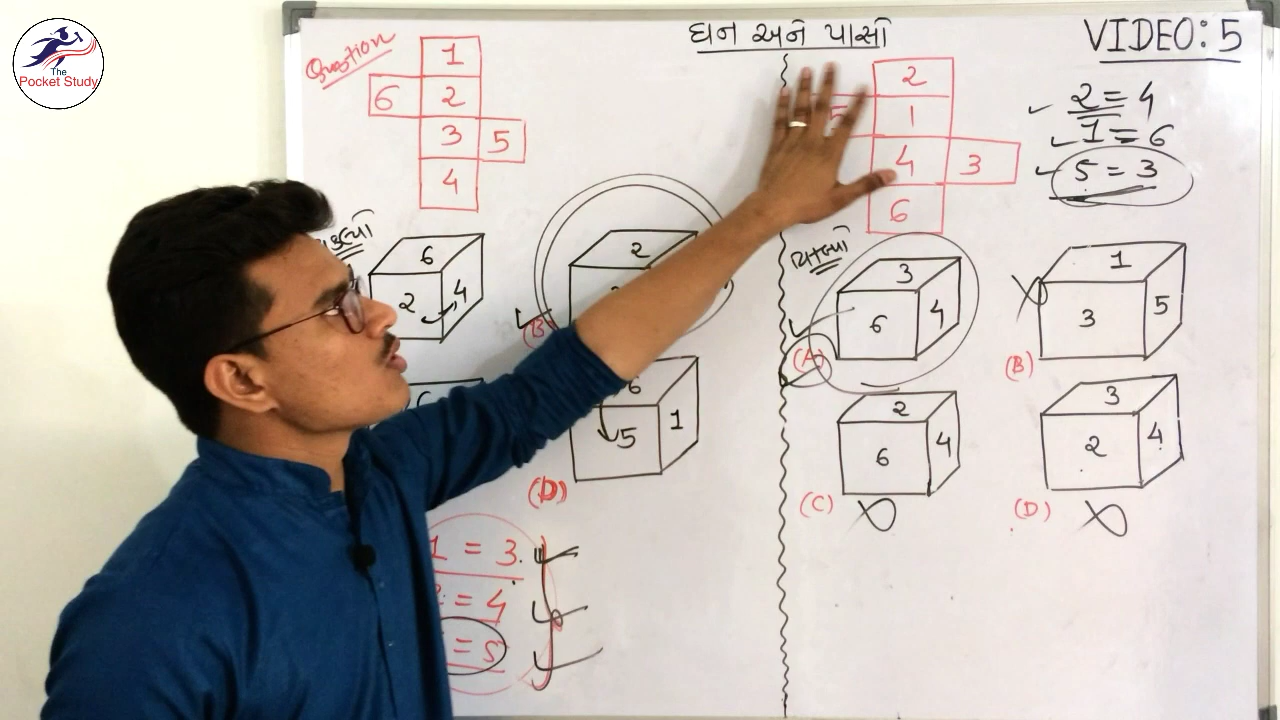 The
Pocket Study
ઘન અને પાસો
VIDEO: 5
Question
1
6 2
3 5
4
6
2 4
2
(B)
6
5 1
(D)
1 = 3
= 4
= 5
2
5 1
4 3
6
2 = 4
1 = 6
5 = 3
3
6 4
(A)
1
3 5
(B)
2
6 4
(C)
3
2 4
(D)